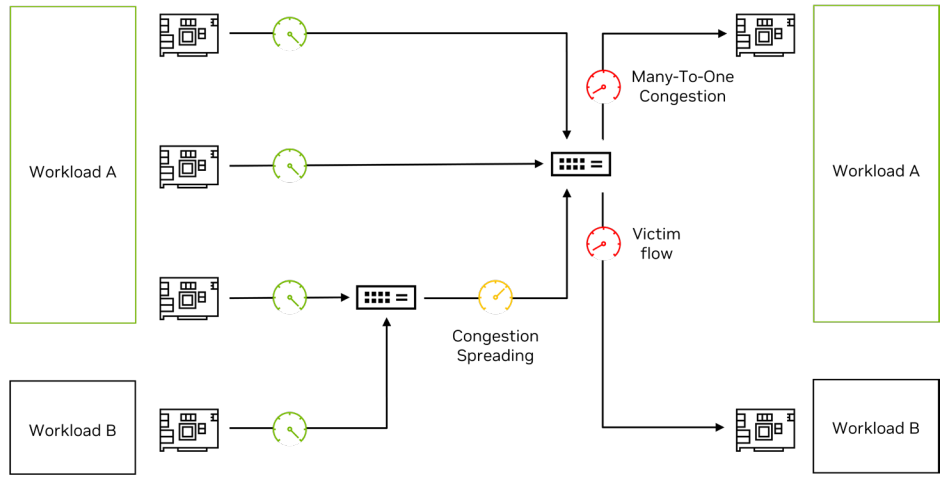 Many-To-One
Congestion
Workload A
Workload A
Victim
flow
Congestion
Spreading
Workload B
Workload B